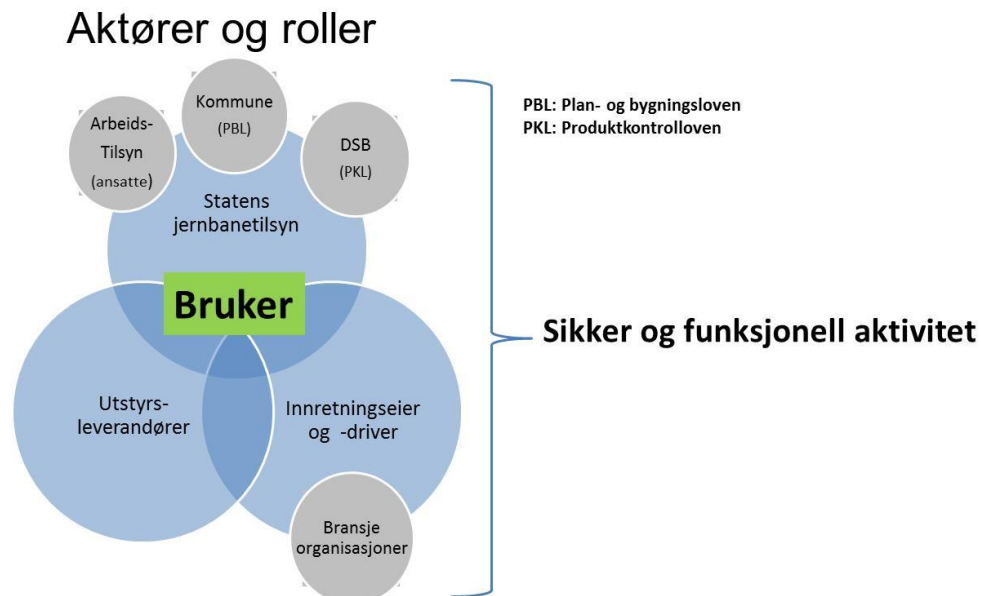 Aktører og roller
Arbeids-
Tilsyn
(ansatte)
Kommune
(PBL)
DSB
(PKL)
Statens
jernbanetilsyn
Bruker
Utstyrs-
leverandører
Innretningseier
og -driver
Bransje
organisasjoner
PBL: Plan- og bygningsloven
PKL: Produktkontrolloven
Sikker og funksjonell aktivitet